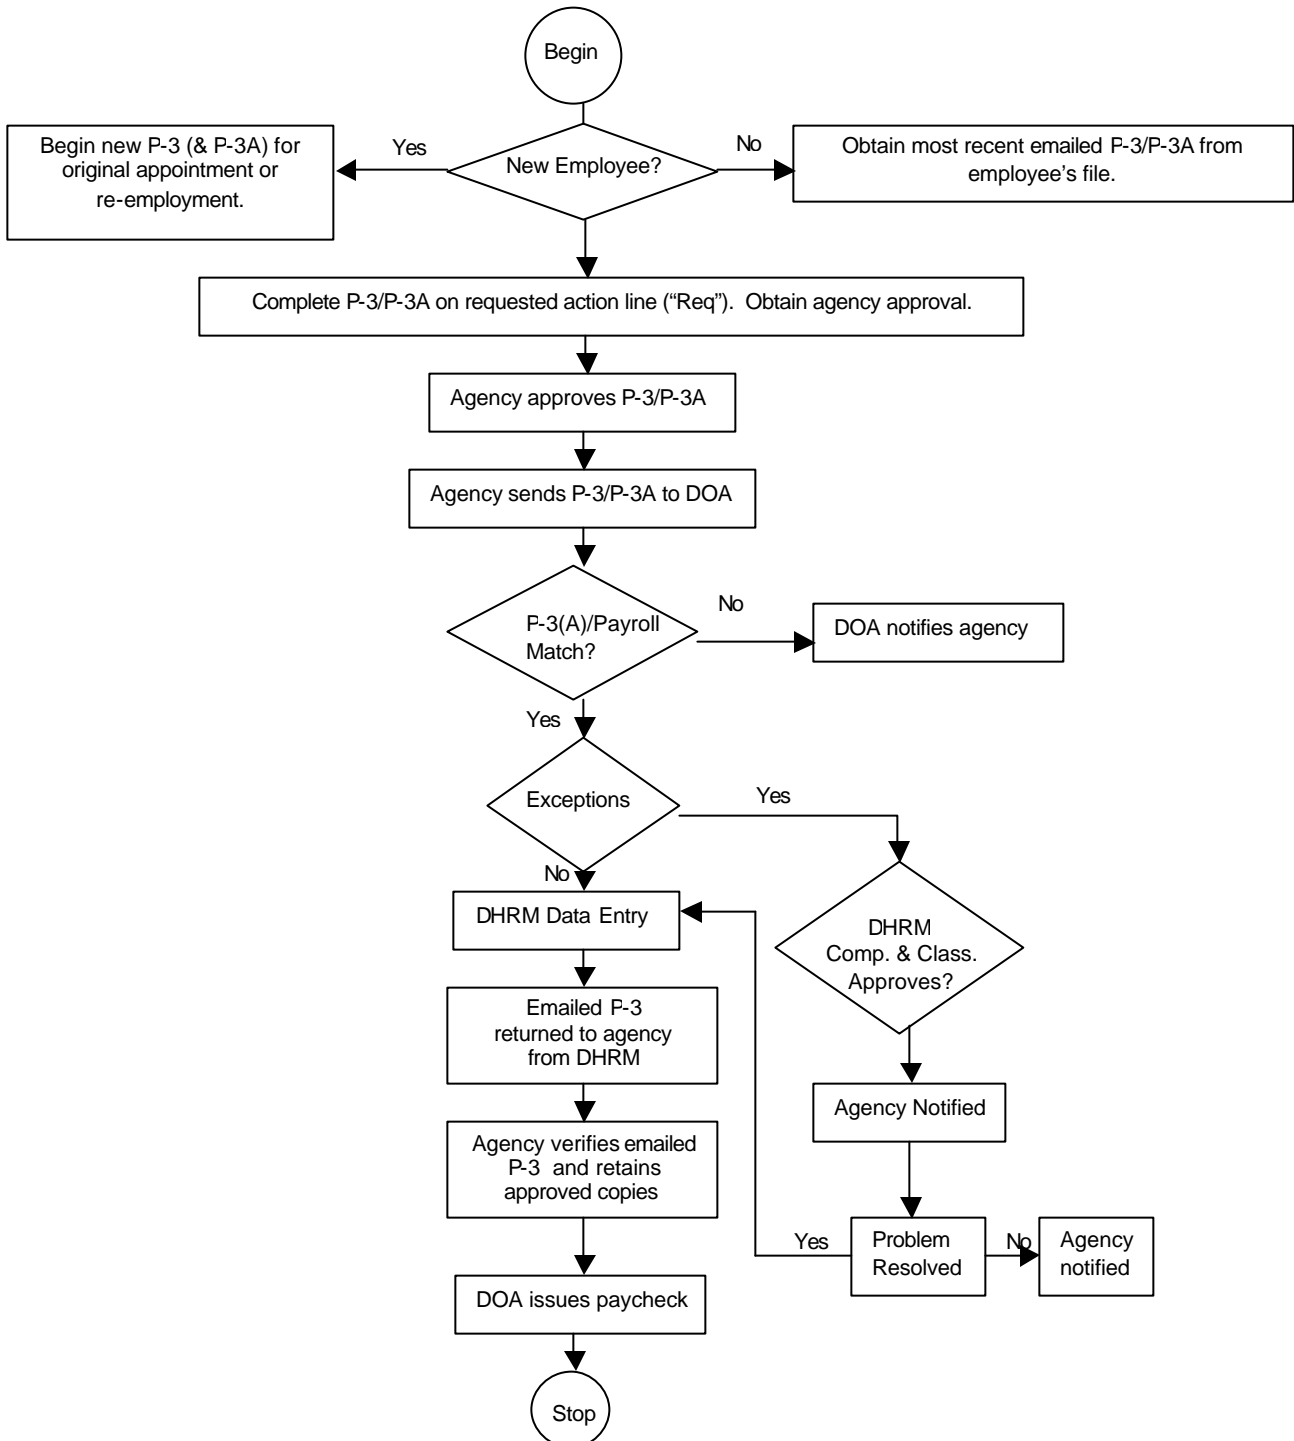 Begin
Begin new P-3 (& P-3A) for
original appointment or
re-employment.
Yes
New Employee?
No
Obtain most recent emailed P-3/P-3A from
employee's file.
Complete P-3/P-3A on requested action line (“Req”).  Obtain agency approval.
Agency approves P-3/P-3A
Agency sends P-3/P-3A to DOA
P-3(A)/Payroll
Match?
No
DOA notifies agency
Yes
Exceptions
Yes
No
DHRM Data Entry
DHRM
Comp. & Class.
Approves?
Emailed P-3
returned to agency
from DHRM
Agency Notified
Agency verifies emailed
P-3 and retains
approved copies
Yes
Problem
Resolved
No
Agency
notified
DOA issues paycheck
Stop